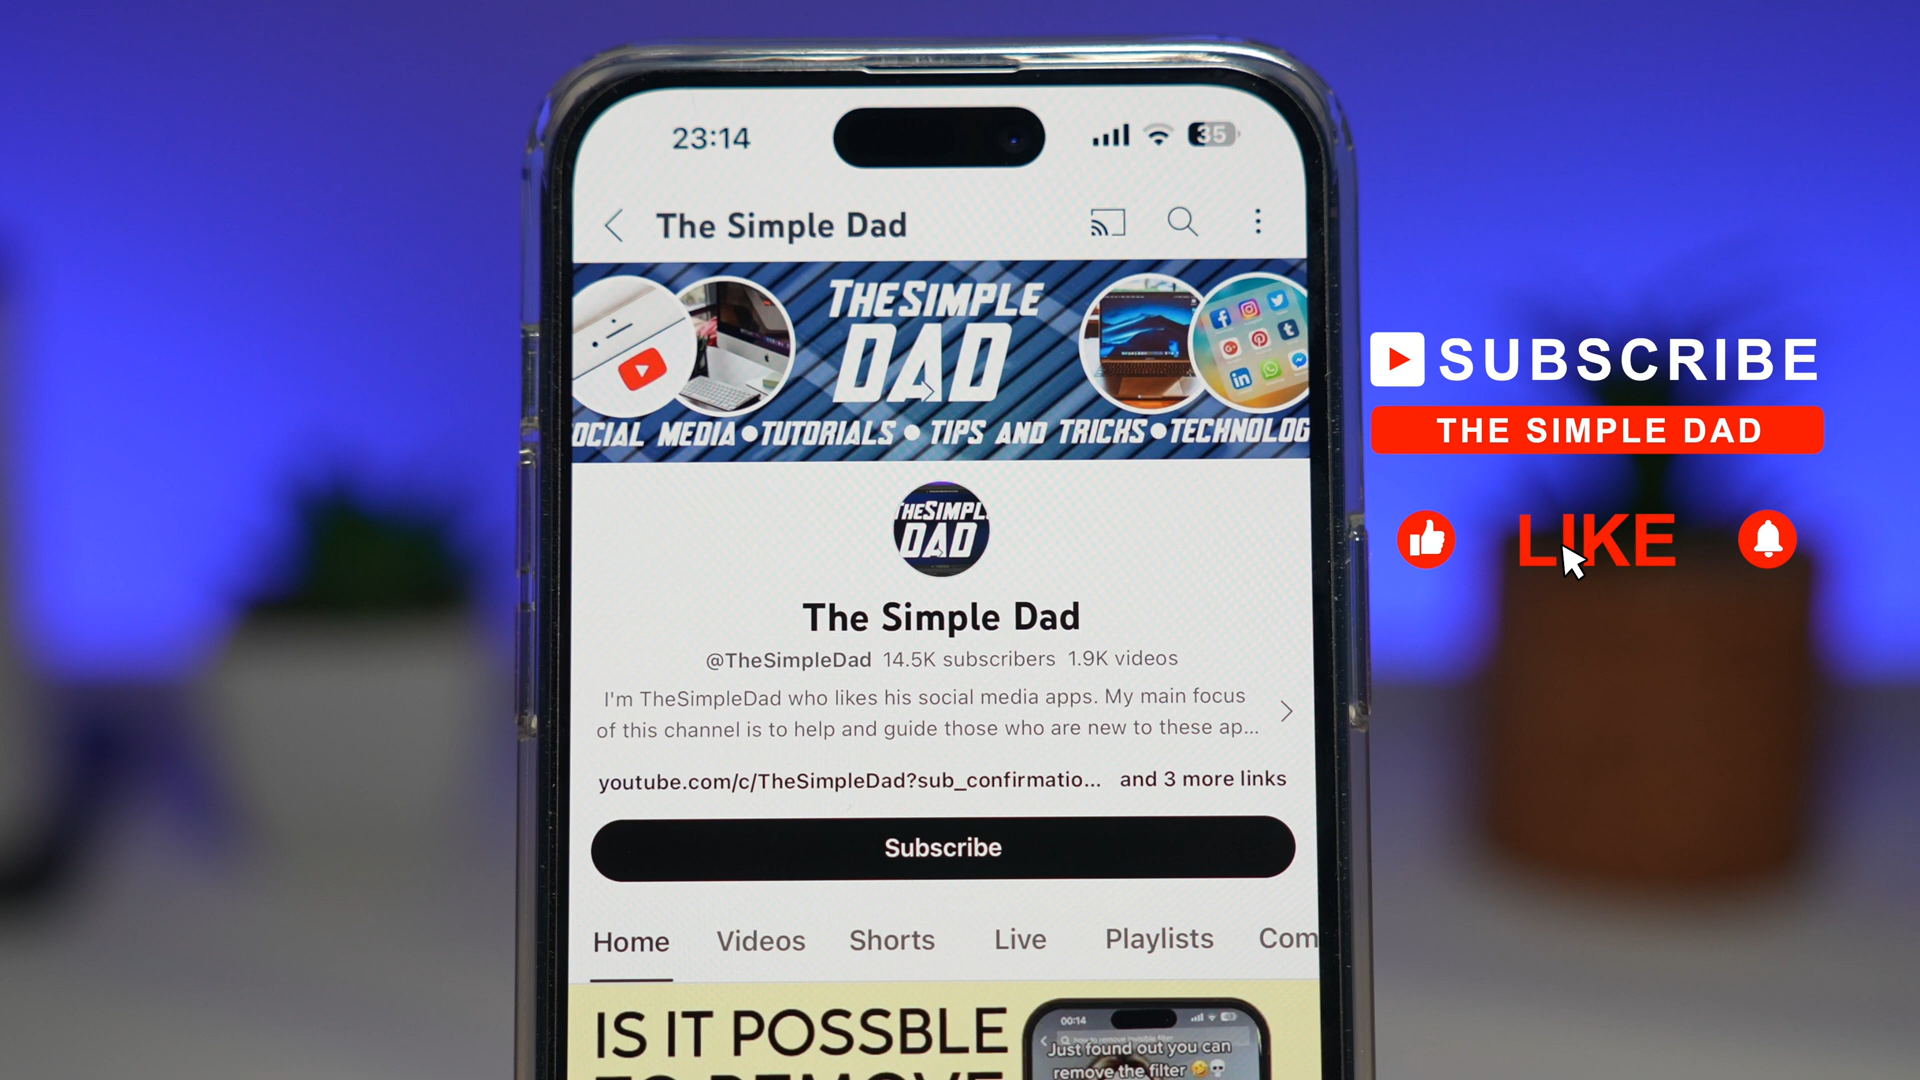 23:14
35
The Simple Dad
THE SIMPLE
DAD
OCIAL MEDIA • TUTORIALS • TIPS AND TRICKS • TECHNOLOG
SUBSCRIBE
THE SIMPLE DAD
LIKE
THESIMPL
DAD
The Simple Dad
@TheSimpleDad 14.5K subscribers 1.9K videos
I'm TheSimpleDad who likes his social media apps. My main focus
of this channel is to help and guide those who are new to these ap...
youtube.com/c/TheSimpleDad?sub_confirmatio... and 3 more links
Subscribe
Home Videos Shorts Live Playlists Com
IS IT POSSBLE
TO REMOVE
00:14
Just found out you can
remove the filter 🤣💀